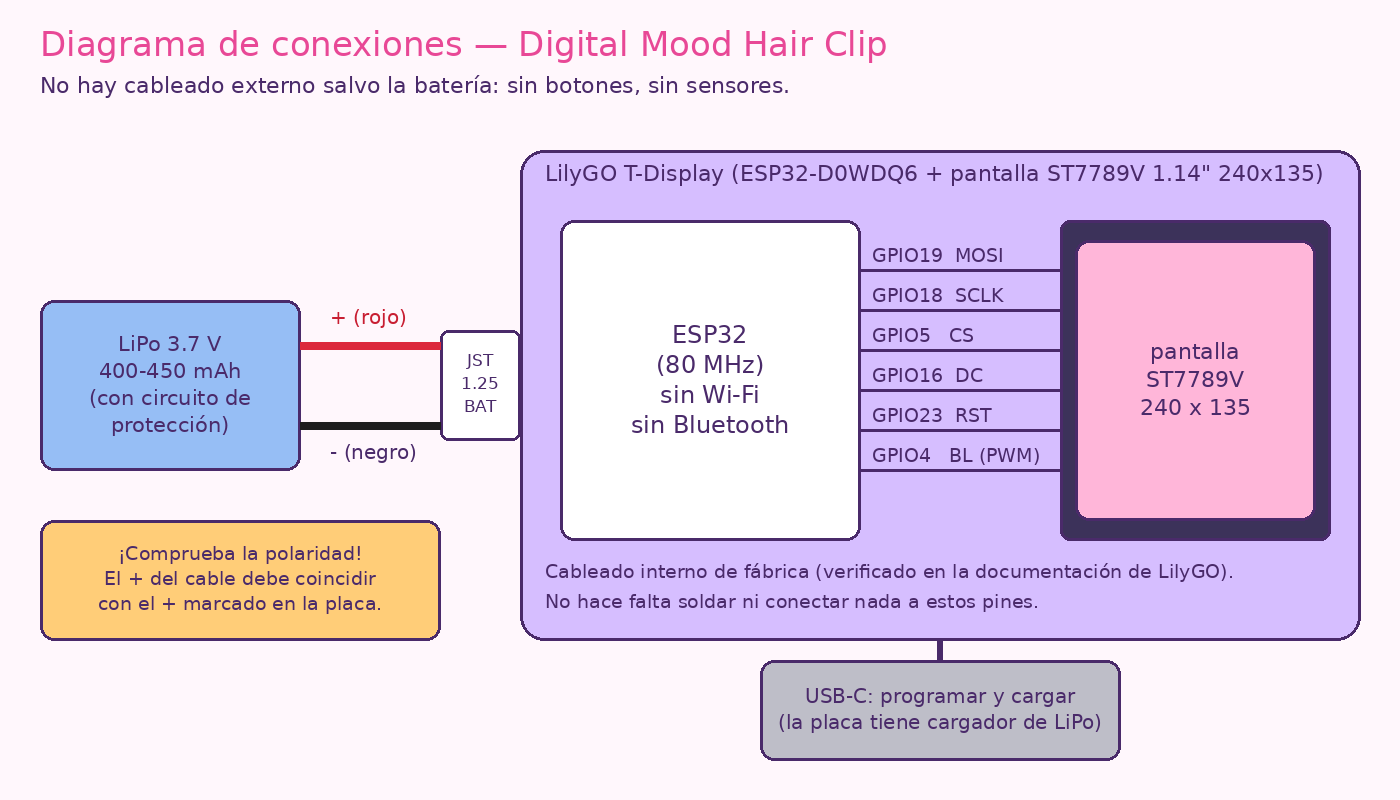 Diagrama de conexiones — Digital Mood Hair Clip
No hay cableado externo salvo la batería: sin botones, sin sensores.
LilyGO T-Display (ESP32-D0WDQ6 + pantalla ST7789V 1.14" 240x135)
LiPo 3.7 V
400-450 mAh
(con circuito de
protección)
+ (rojo)
- (negro)
JST
1.25
BAT
ESP32
(80 MHz)
sin Wi-Fi
sin Bluetooth
GPIO19 MOSI
GPIO18 SCLK
GPIO5 CS
GPIO16 DC
GPIO23 RST
GPIO4 BL (PWM)
pantalla
ST7789V
240 x 135
¡Comprueba la polaridad!
El + del cable debe coincidir
con el + marcado en la placa.
Cableado interno de fábrica (verificado en la documentación de LilyGO).
No hace falta soldar ni conectar nada a estos pines.
USB-C: programar y cargar
(la placa tiene cargador de LiPo)